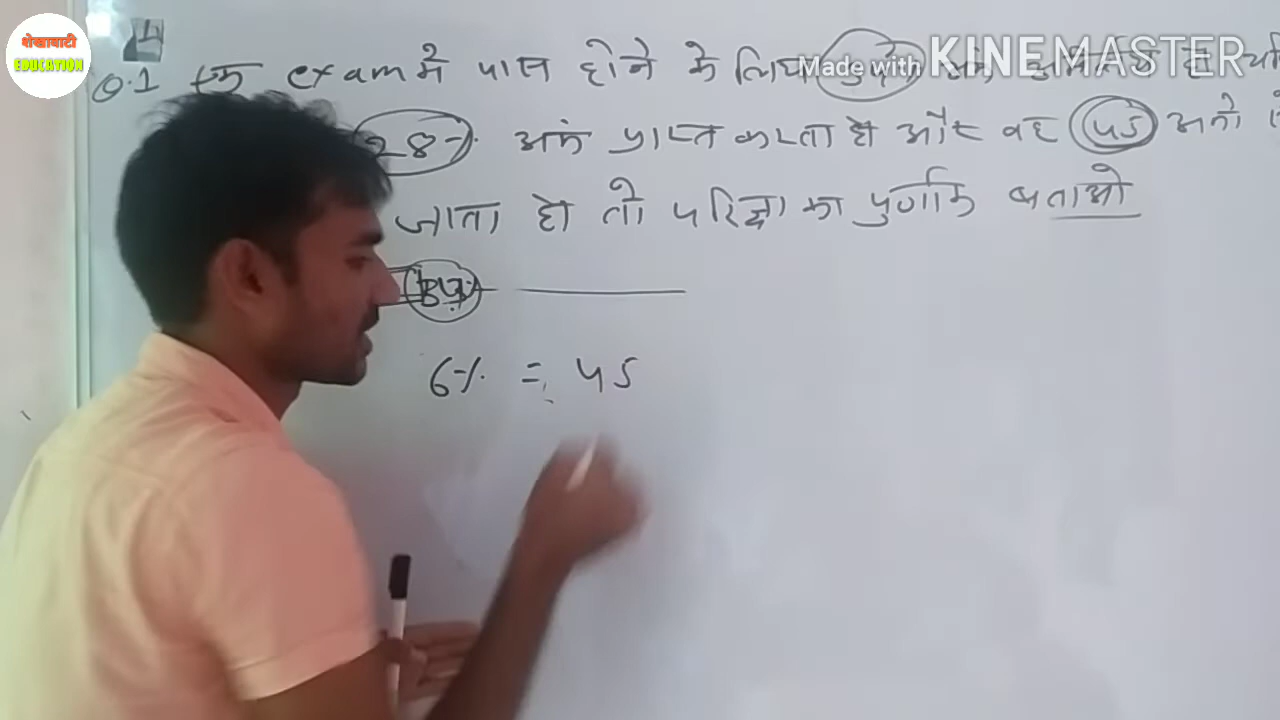 शेखावाटी
EDUCATION
Made with KINEMASTER
Q.1 एक exam में पास होने के लिए
28% अंक प्राप्त करता है और वह 45 अंको
जाता है तो परिक्षा का पुर्णांक बताओ
6% = 45